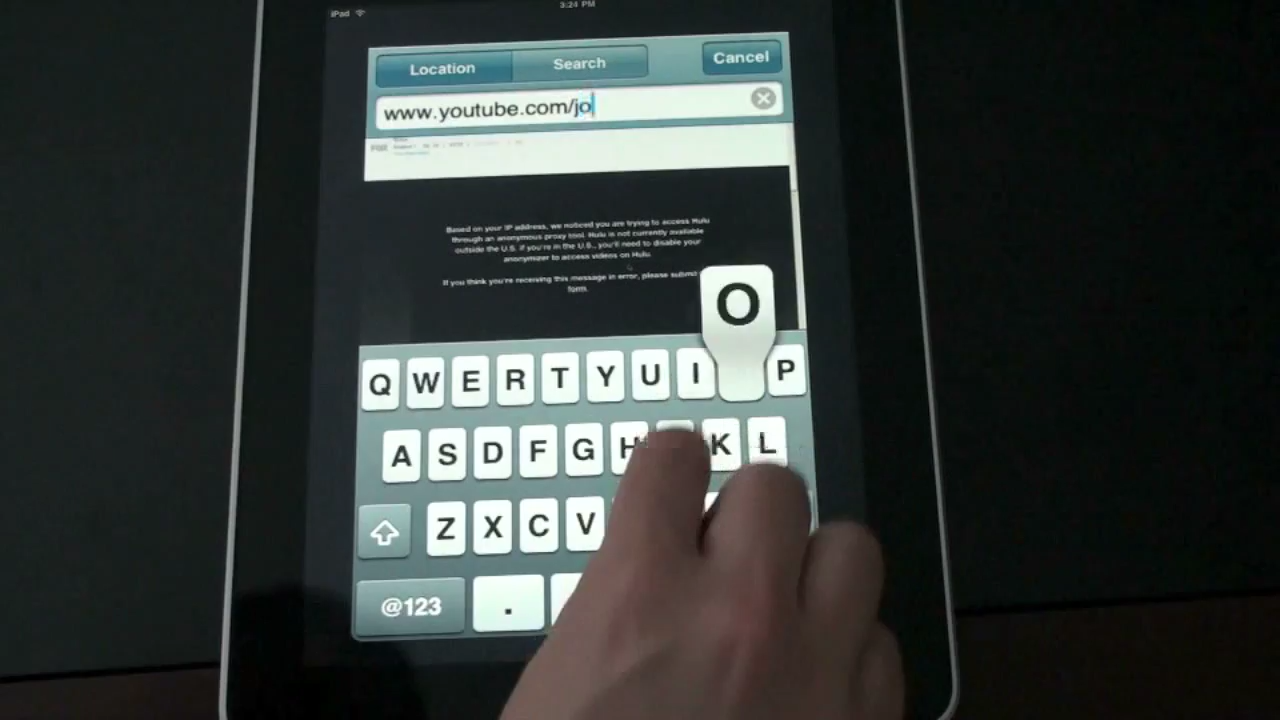 iPad
3:24 PM
Location
Search
Cancel
www.youtube.com/jo
FOX
Based on your IP address, we noticed you are trying to access Hulu
through an anonymous proxy tool. Hulu is not currently available
outside the U.S. If you're in the U.S., you'll need to disable your
anonymizer to access videos on Hulu.
If you think you're receiving this message in error, please submit
form.
O
Q W E R T Y U I P
A S D F G H K L
Z X C V
@123 .